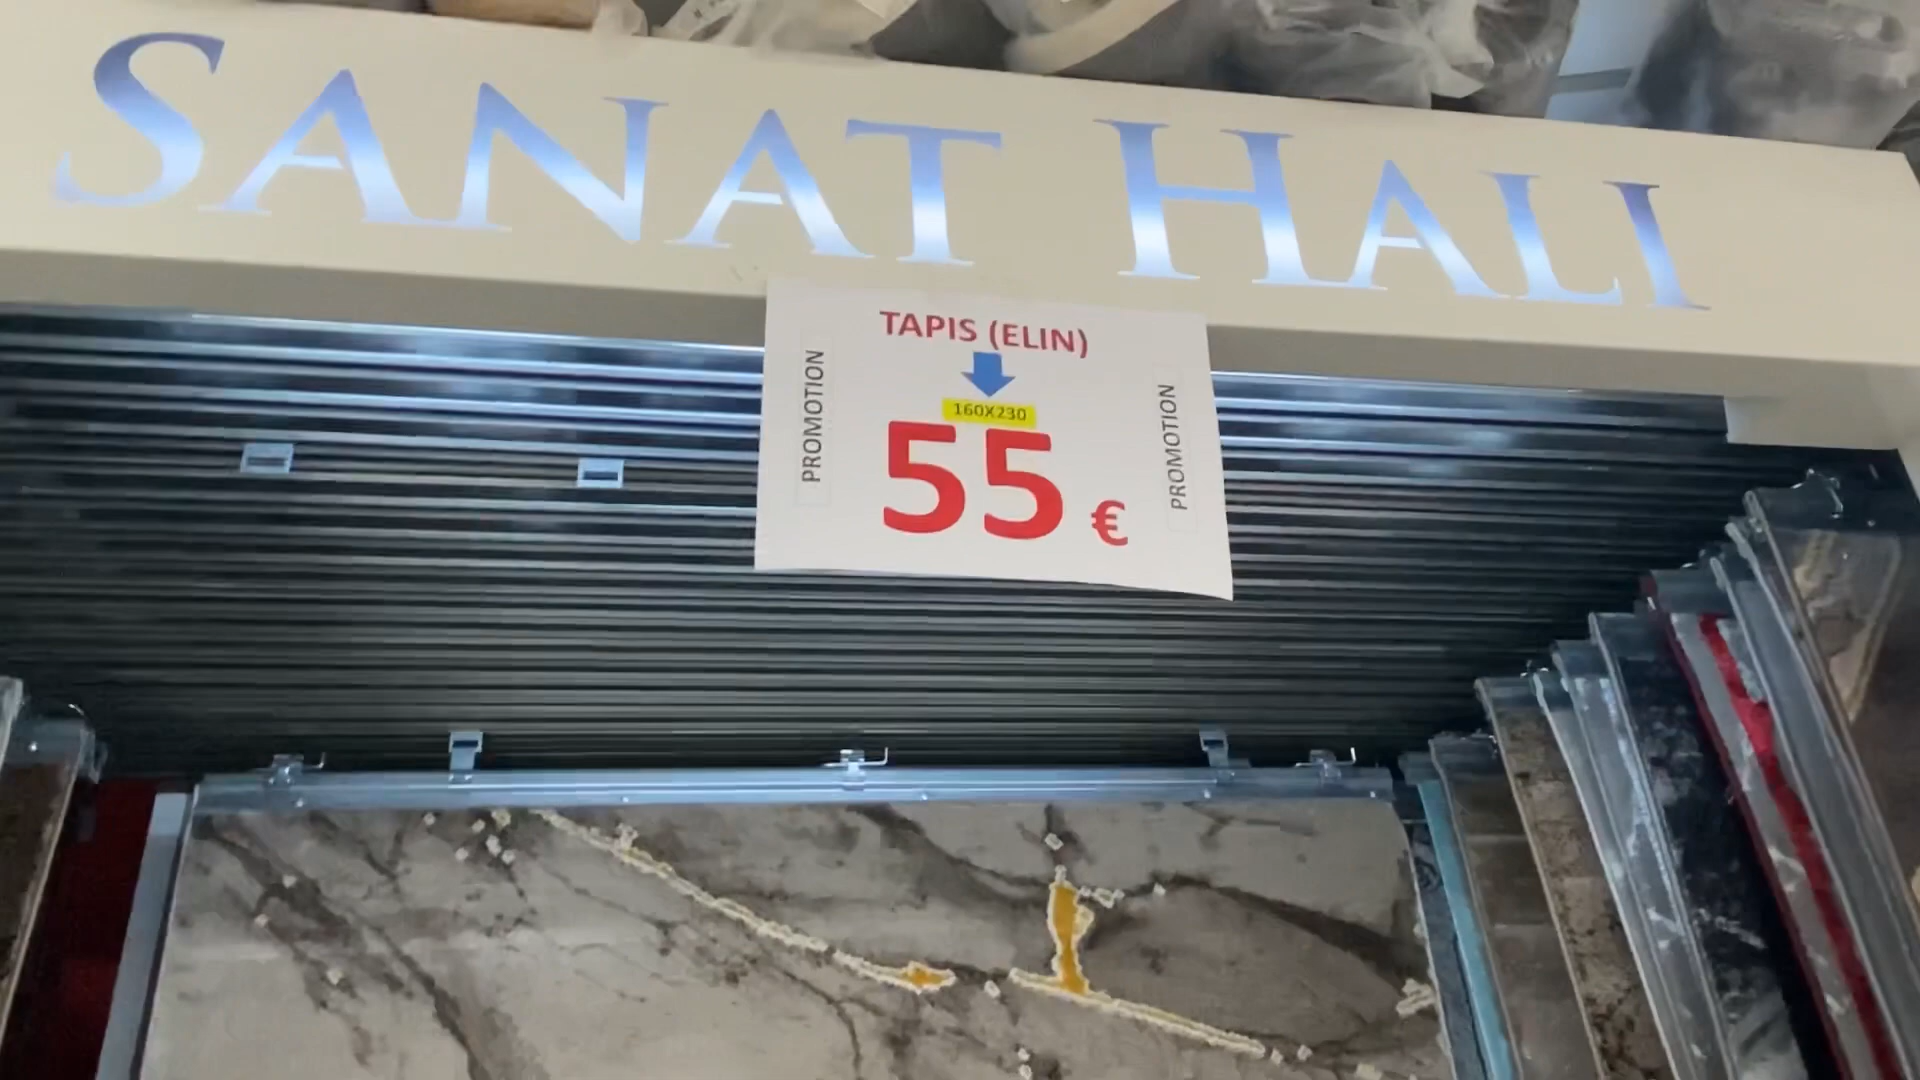 SANAT HALI
TAPIS (ELIN)
PROMOTION
160X230
PROMOTION
55 €